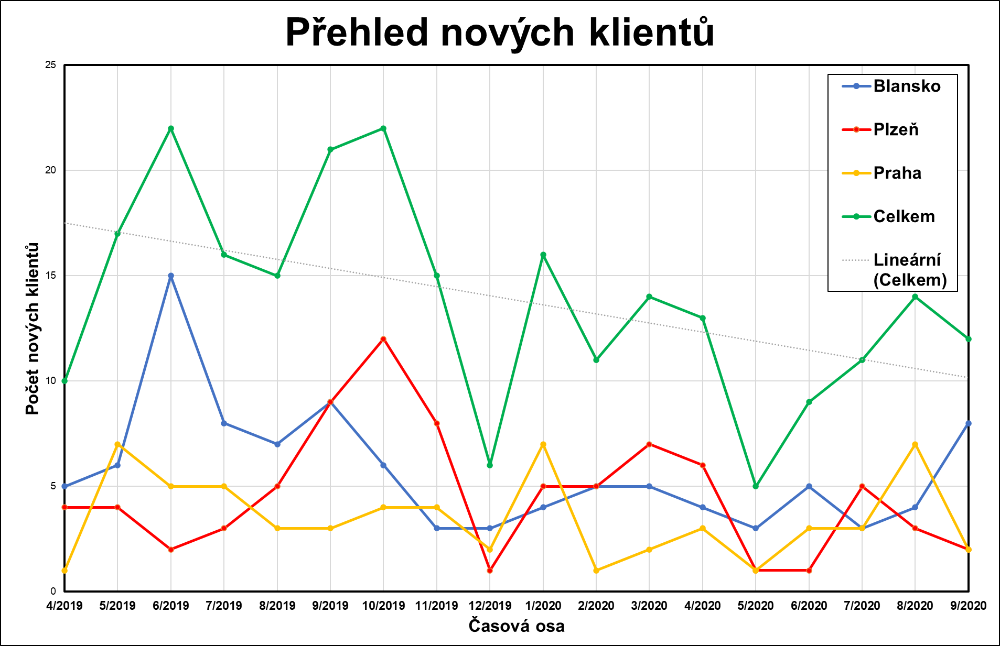 Přehled nových klientů
25
20
15
10
5
0
Počet nových klientů
Blansko
Plzeň
Praha
Celkem
Lineární
(Celkem)
4/2019 5/2019 6/2019 7/2019 8/2019 9/2019 10/2019 11/2019 12/2019 1/2020 2/2020 3/2020 4/2020 5/2020 6/2020 7/2020 8/2020 9/2020
Časová osa